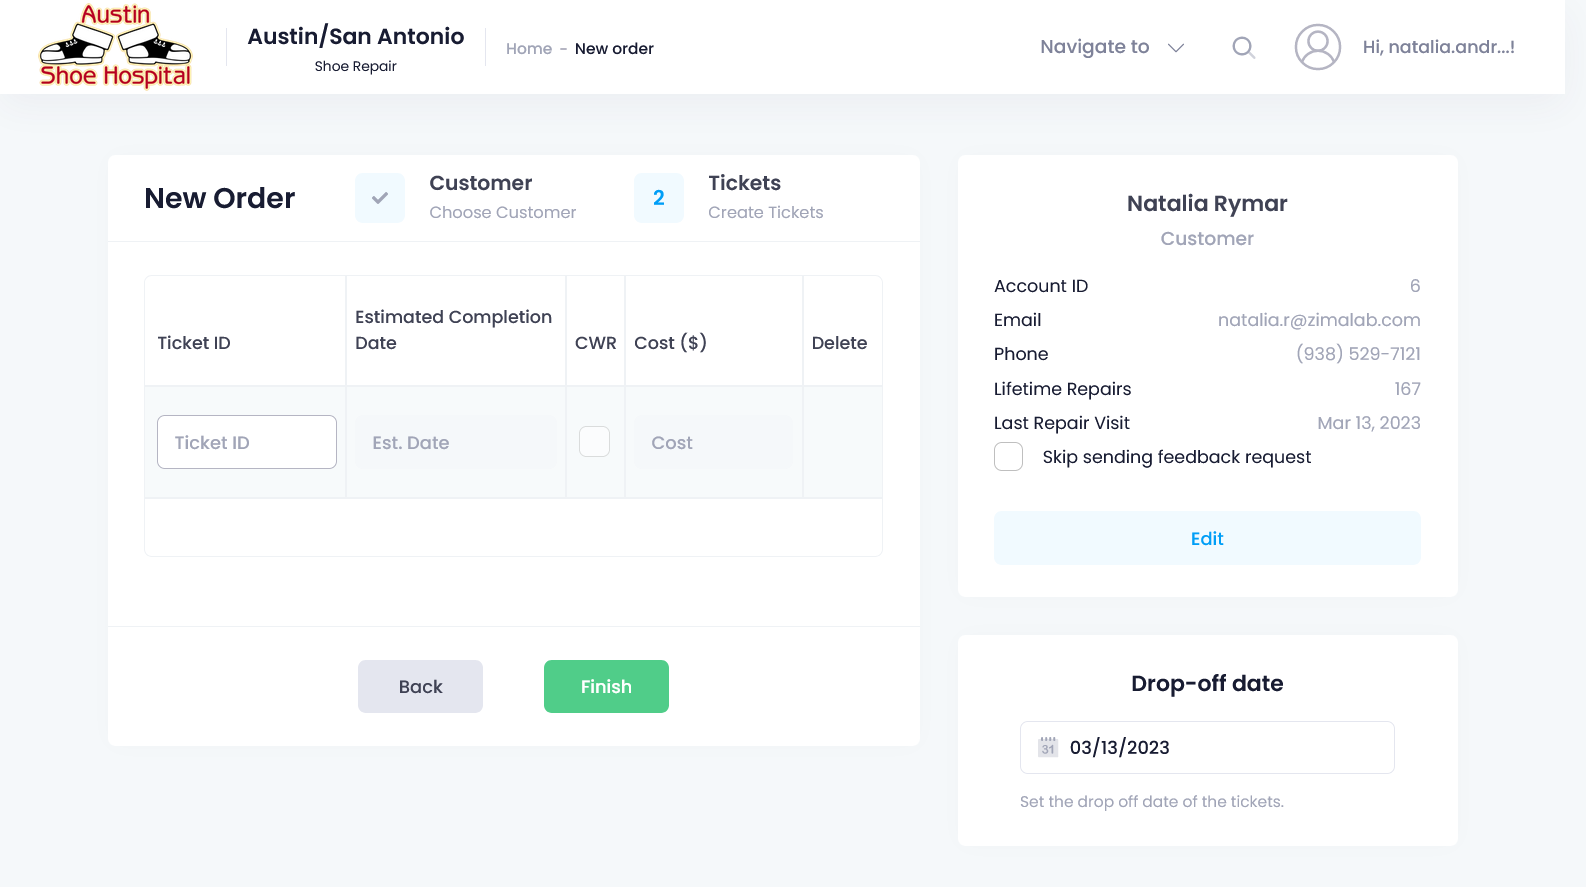 Austin
Shoe Hospital
Austin/San Antonio
Shoe Repair
Home - New order
Navigate to
Hi, natalia.andr...!
New Order
Customer
Choose Customer
2
Tickets
Create Tickets
Ticket ID
Estimated Completion
Date
CWR
Cost ($)
Delete
Ticket ID
Est. Date
Cost
Back
Finish
Natalia Rymar
Customer
Account ID 6
Email natalia.r@zimalab.com
Phone (938) 529-7121
Lifetime Repairs 167
Last Repair Visit Mar 13, 2023
Skip sending feedback request
Edit
Drop-off date
31 03/13/2023
Set the drop off date of the tickets.